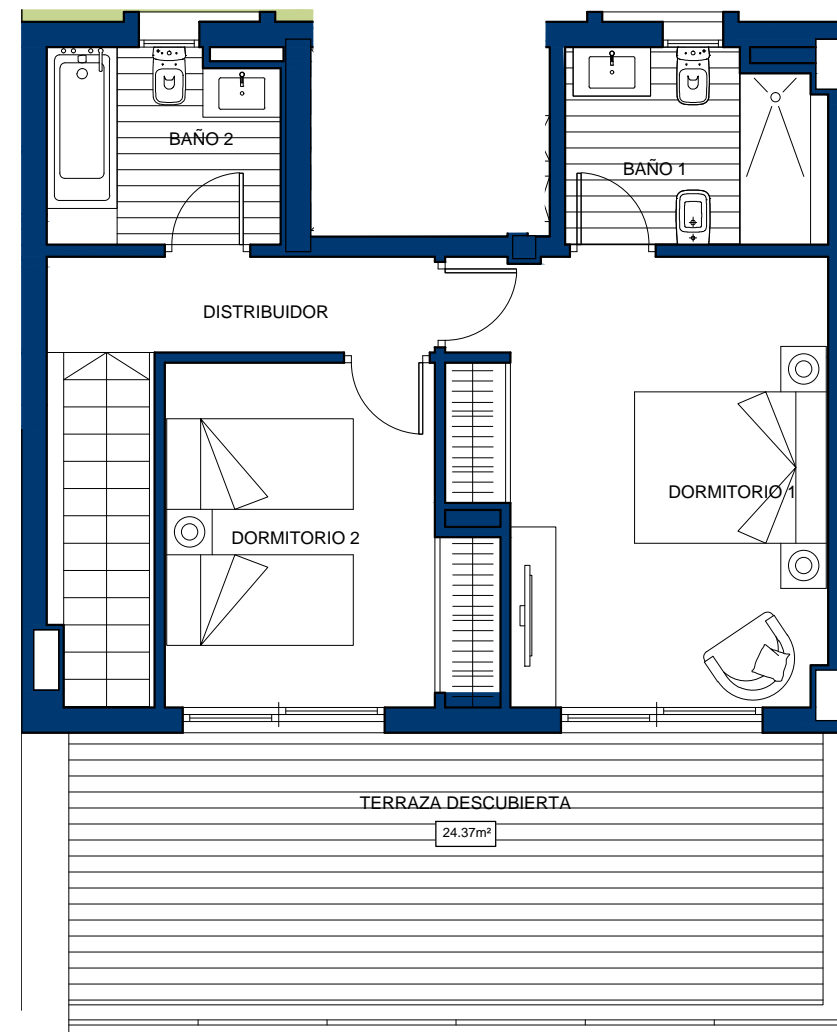 BAÑO 2
BAÑO 1
DISTRIBUIDOR
DORMITORIO 1
DORMITORIO 2
TERRAZA DESCUBIERTA
24.37m²